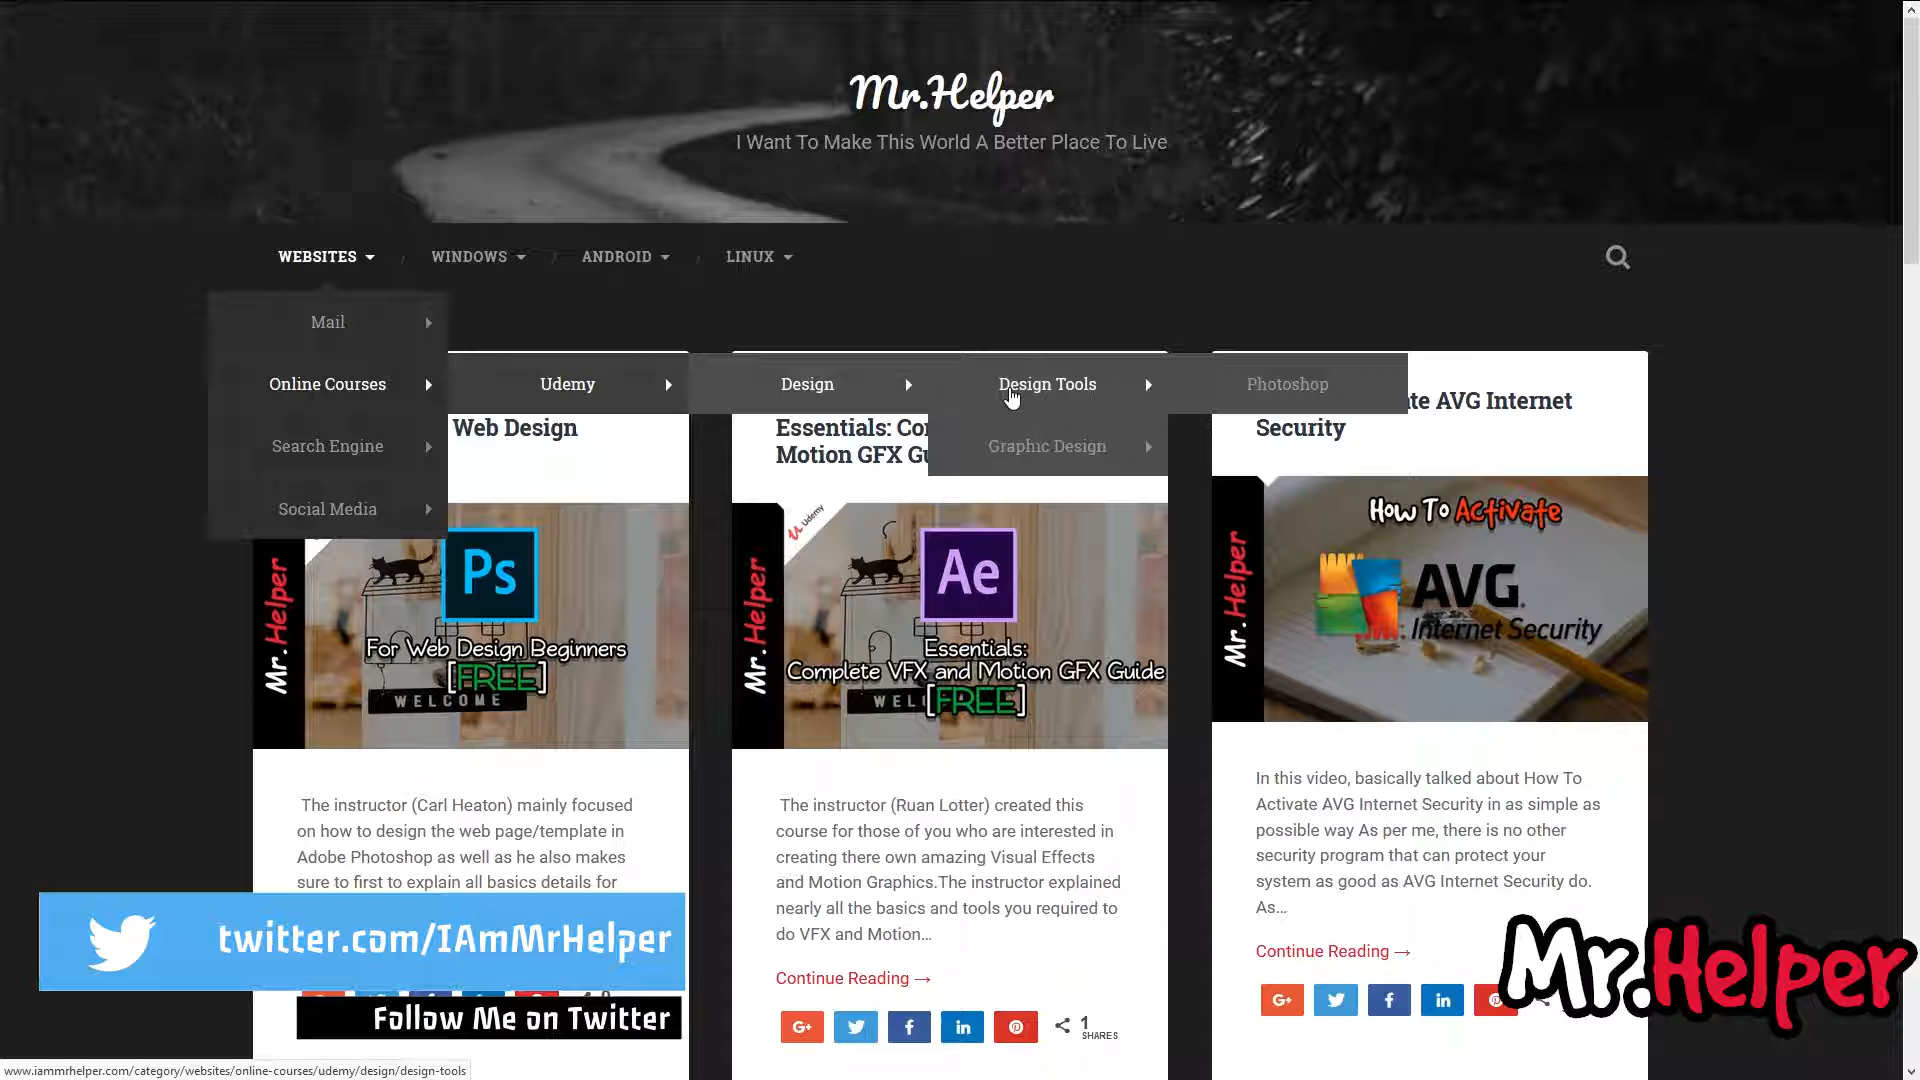 Mr.Helper
I Want To Make This World A Better Place To Live
WEBSITES / WINDOWS / ANDROID / LINUX
Mail
Online Courses
Udemy
Design
Design Tools
Photoshop
Search Engine
Graphic Design
Social Media
Web Design
Mr. Helper
Ps
For Web Design Beginners
[FREE]
WELCOME
The instructor (Carl Heaton) mainly focused
on how to design the web page/template in
Adobe Photoshop as well as he also makes
sure to first to explain all basics details for
Essentials:
Motion GFX
Mr. Helper
Udemy
Ae
Essentials:
Complete VFX and Motion GFX Guide
[FREE]
The instructor (Ruan Lotter) created this
course for those of you who are interested in
creating there own amazing Visual Effects
and Motion Graphics.The instructor explained
nearly all the basics and tools you required to
do VFX and Motion…
Continue Reading →
G+
in
1
SHARES
AVG Internet
Security
Mr. Helper
How To Activate
AVG
Internet Security
In this video, basically talked about How To
Activate AVG Internet Security in as simple as
possible way As per me, there is no other
security program that can protect your
system as good as AVG Internet Security do.
As…
Continue Reading →
G+
in
twitter.com/IAmMrHelper
Follow Me on Twitter
Mr.Helper
www.iammrhelper.com/category/websites/online-courses/udemy/design/design-tools